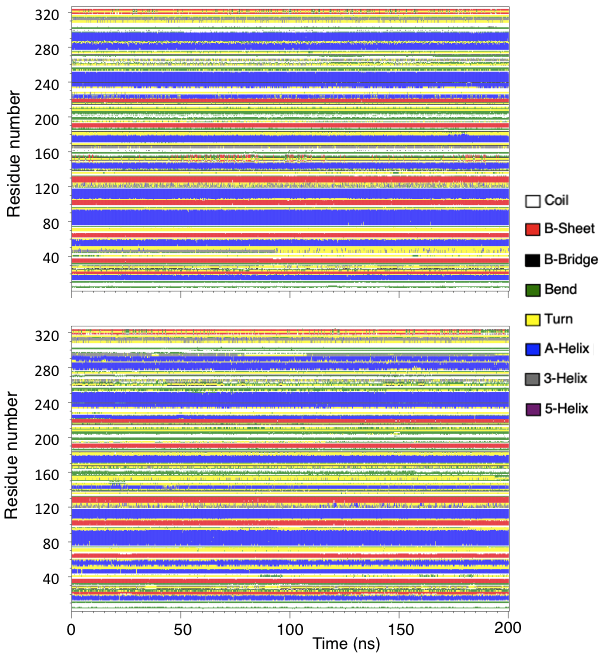 320
280
240
200
160
120
80
40
Residue number
Coil
B-Sheet
B-Bridge
Bend
Turn
A-Helix
3-Helix
5-Helix
320
280
240
200
160
120
80
40
Residue number
0 50 100 150 200
Time (ns)